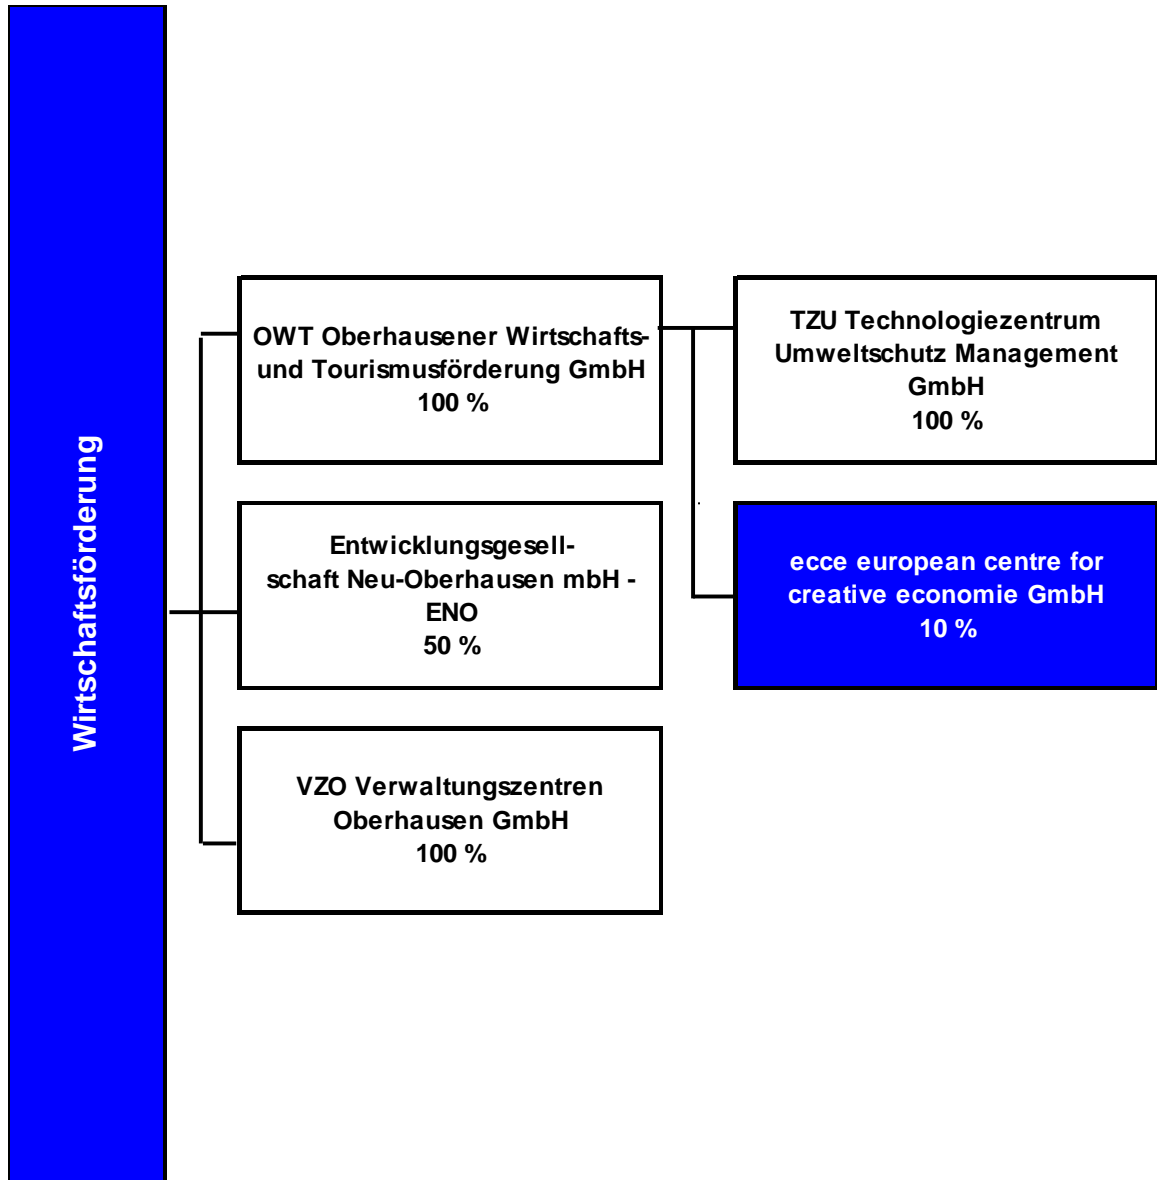 Wirtschaftsförderung
OWT Oberhausener Wirtschafts-
und Tourismusförderung GmbH
100 %
Entwicklungsgesell-
schaft Neu-Oberhausen mbH -
ENO
50 %
VZO Verwaltungszentren
Oberhausen GmbH
100 %
TZU Technologiezentrum
Umweltschutz Management
GmbH
100 %
ecce european centre for
creative economie GmbH
10 %